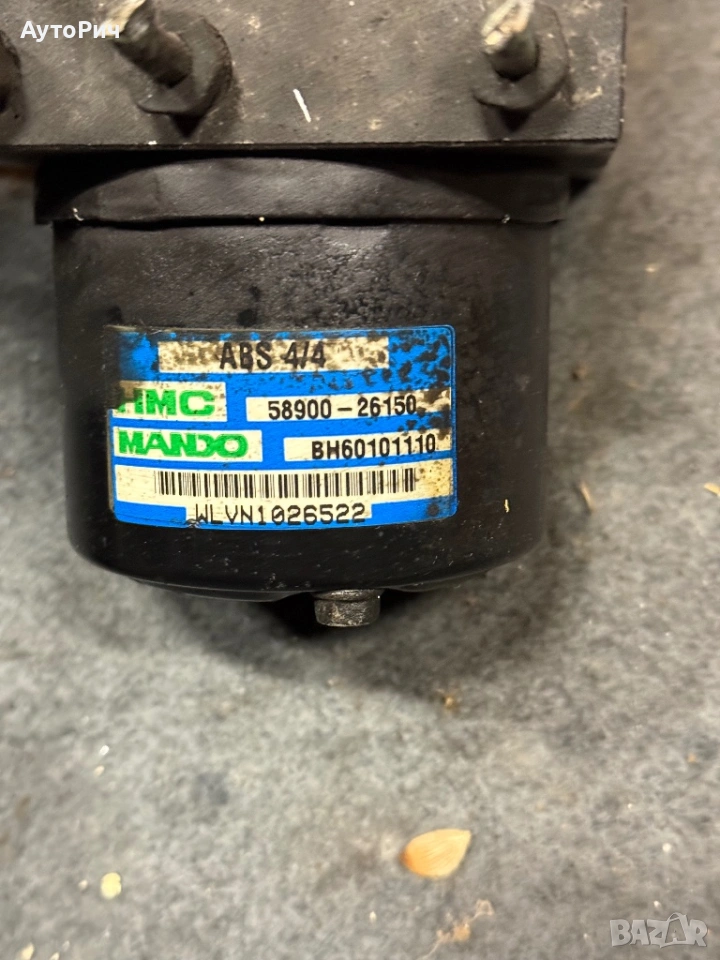 АутоРич
ABS 4/4
HMC 58900-26150
MANDO BH60101110
WLVN1026522
BAZAR